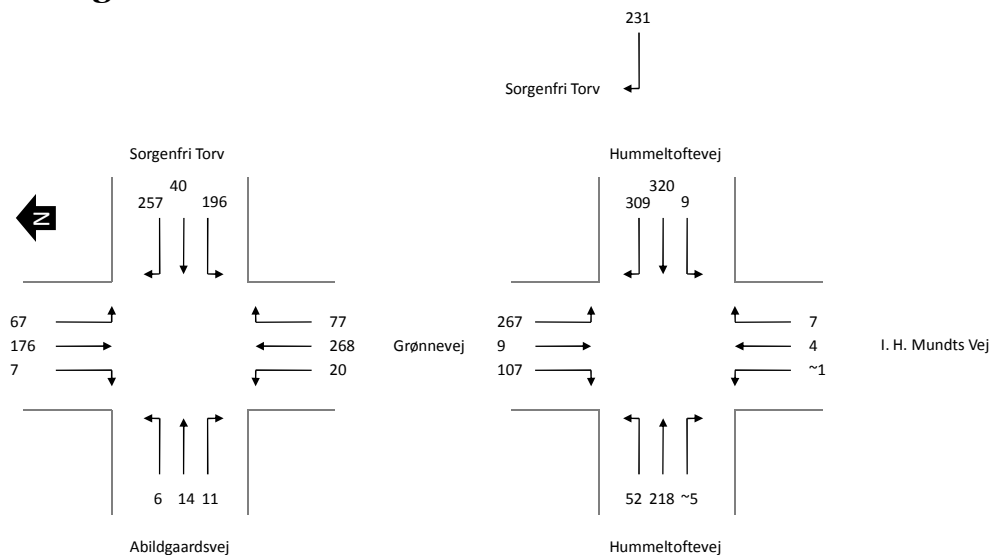 231
Sorgenfri Torv
Sorgenfri Torv
Hummeltoftevej
40
257 196
320
309 9
N
67
176
7
77
268
20
Grønnevej
267
9
107
7
4
~1
I. H. Mundts Vej
6 14 11
52 218 ~5
Abildgaardsvej
Hummeltoftevej